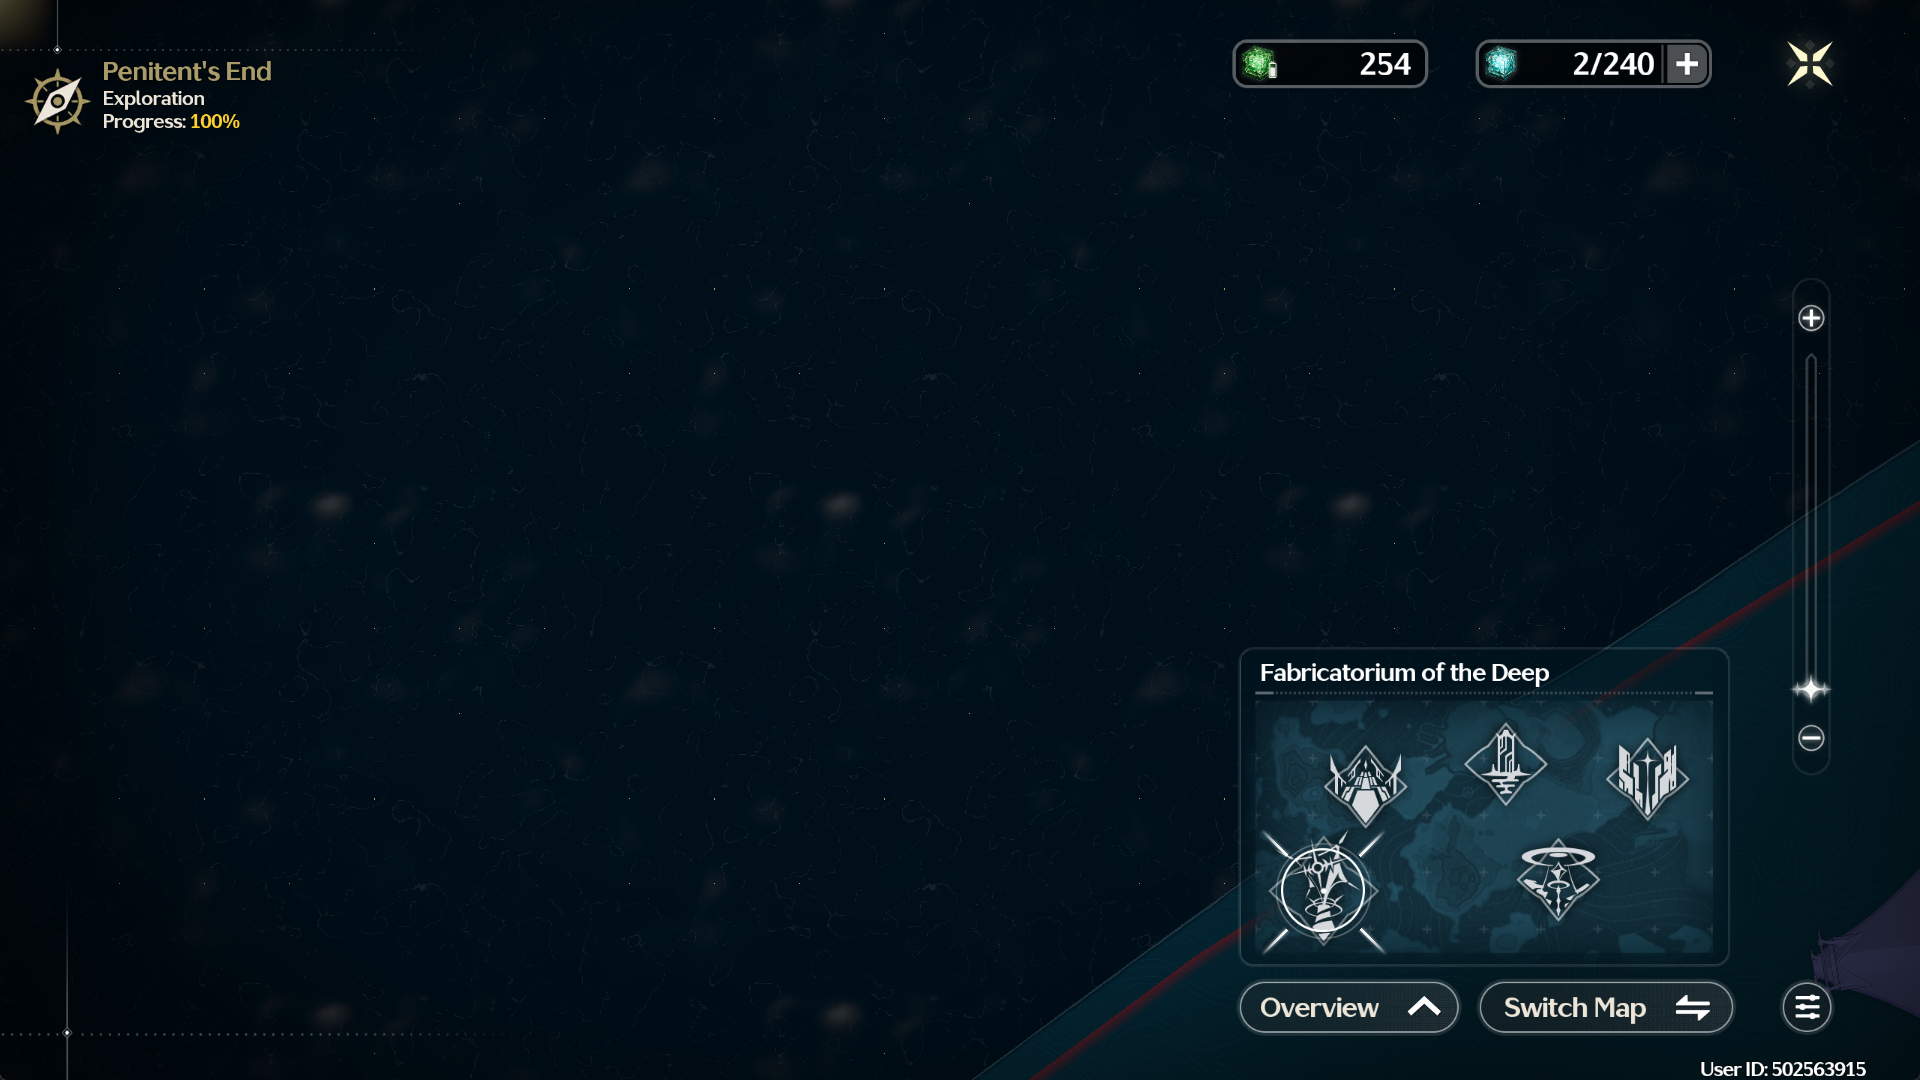 Penitent's End
Exploration
Progress: 100%
254
2/240
Fabricatorium of the Deep
Overview
Switch Map
User ID: 502563915